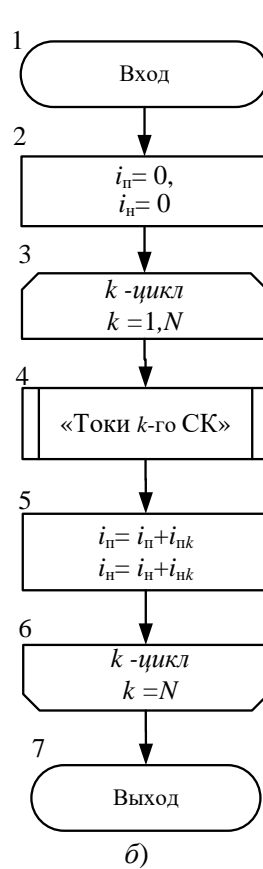 1
Вход
2
iп= 0,
iн= 0
3
k -цикл
k =1,N
4
«Токи k-го СК»
5
iп= iп+iпk
iн= iн+iнk
6
k -цикл
k =N
7
Выход
б)